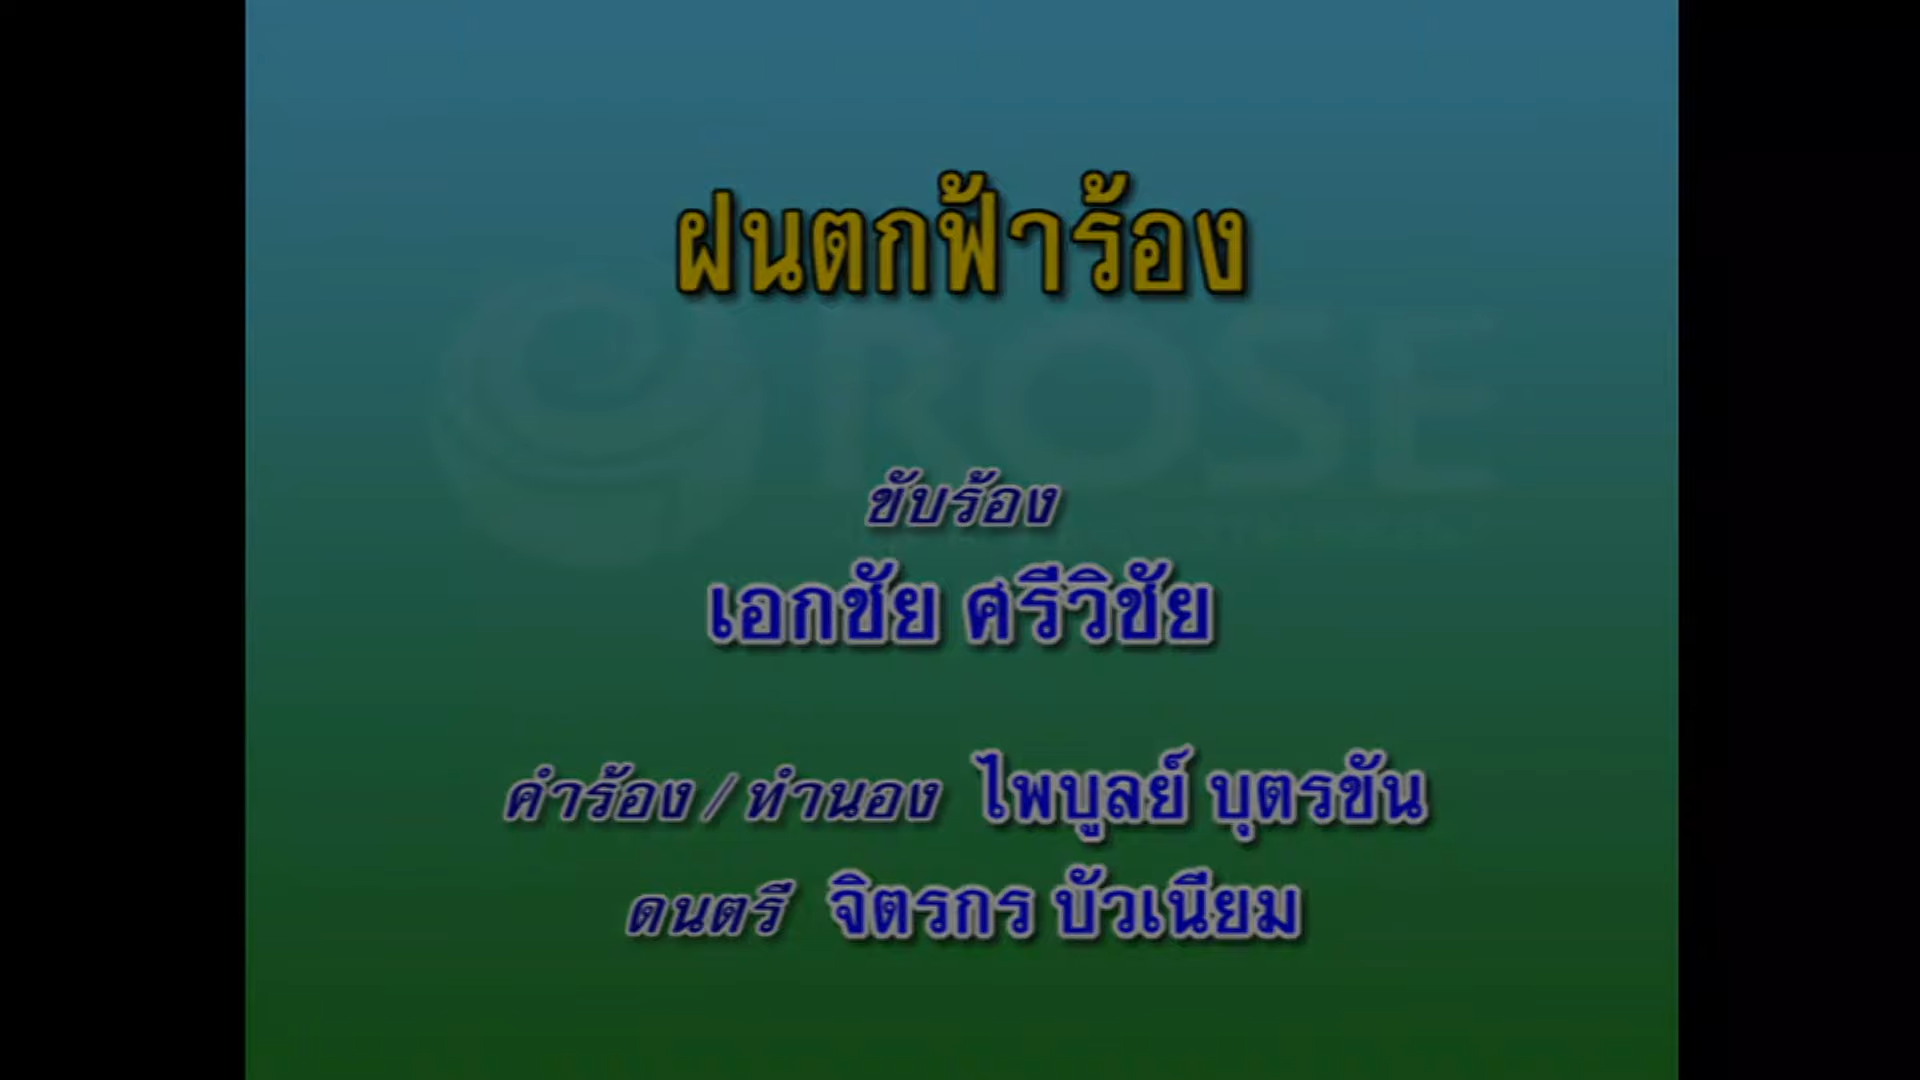 ฝนตกฟ้าร้อง
ROSE
ขับร้อง
เอกชัย ศรีวิชัย
คำร้อง / ทำนอง ไพบูลย์ บุตรขัน
ดนตรี จิตรกร บัวเนียม